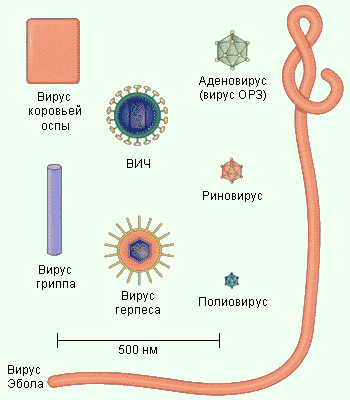 Вирус
коровьей
оспы
ВИЧ
Аденовирус
(вирус ОРЗ)
Риновирус
Вирус
гриппа
Вирус
герпеса
Полиовирус
500 нм
Вирус
Эбола